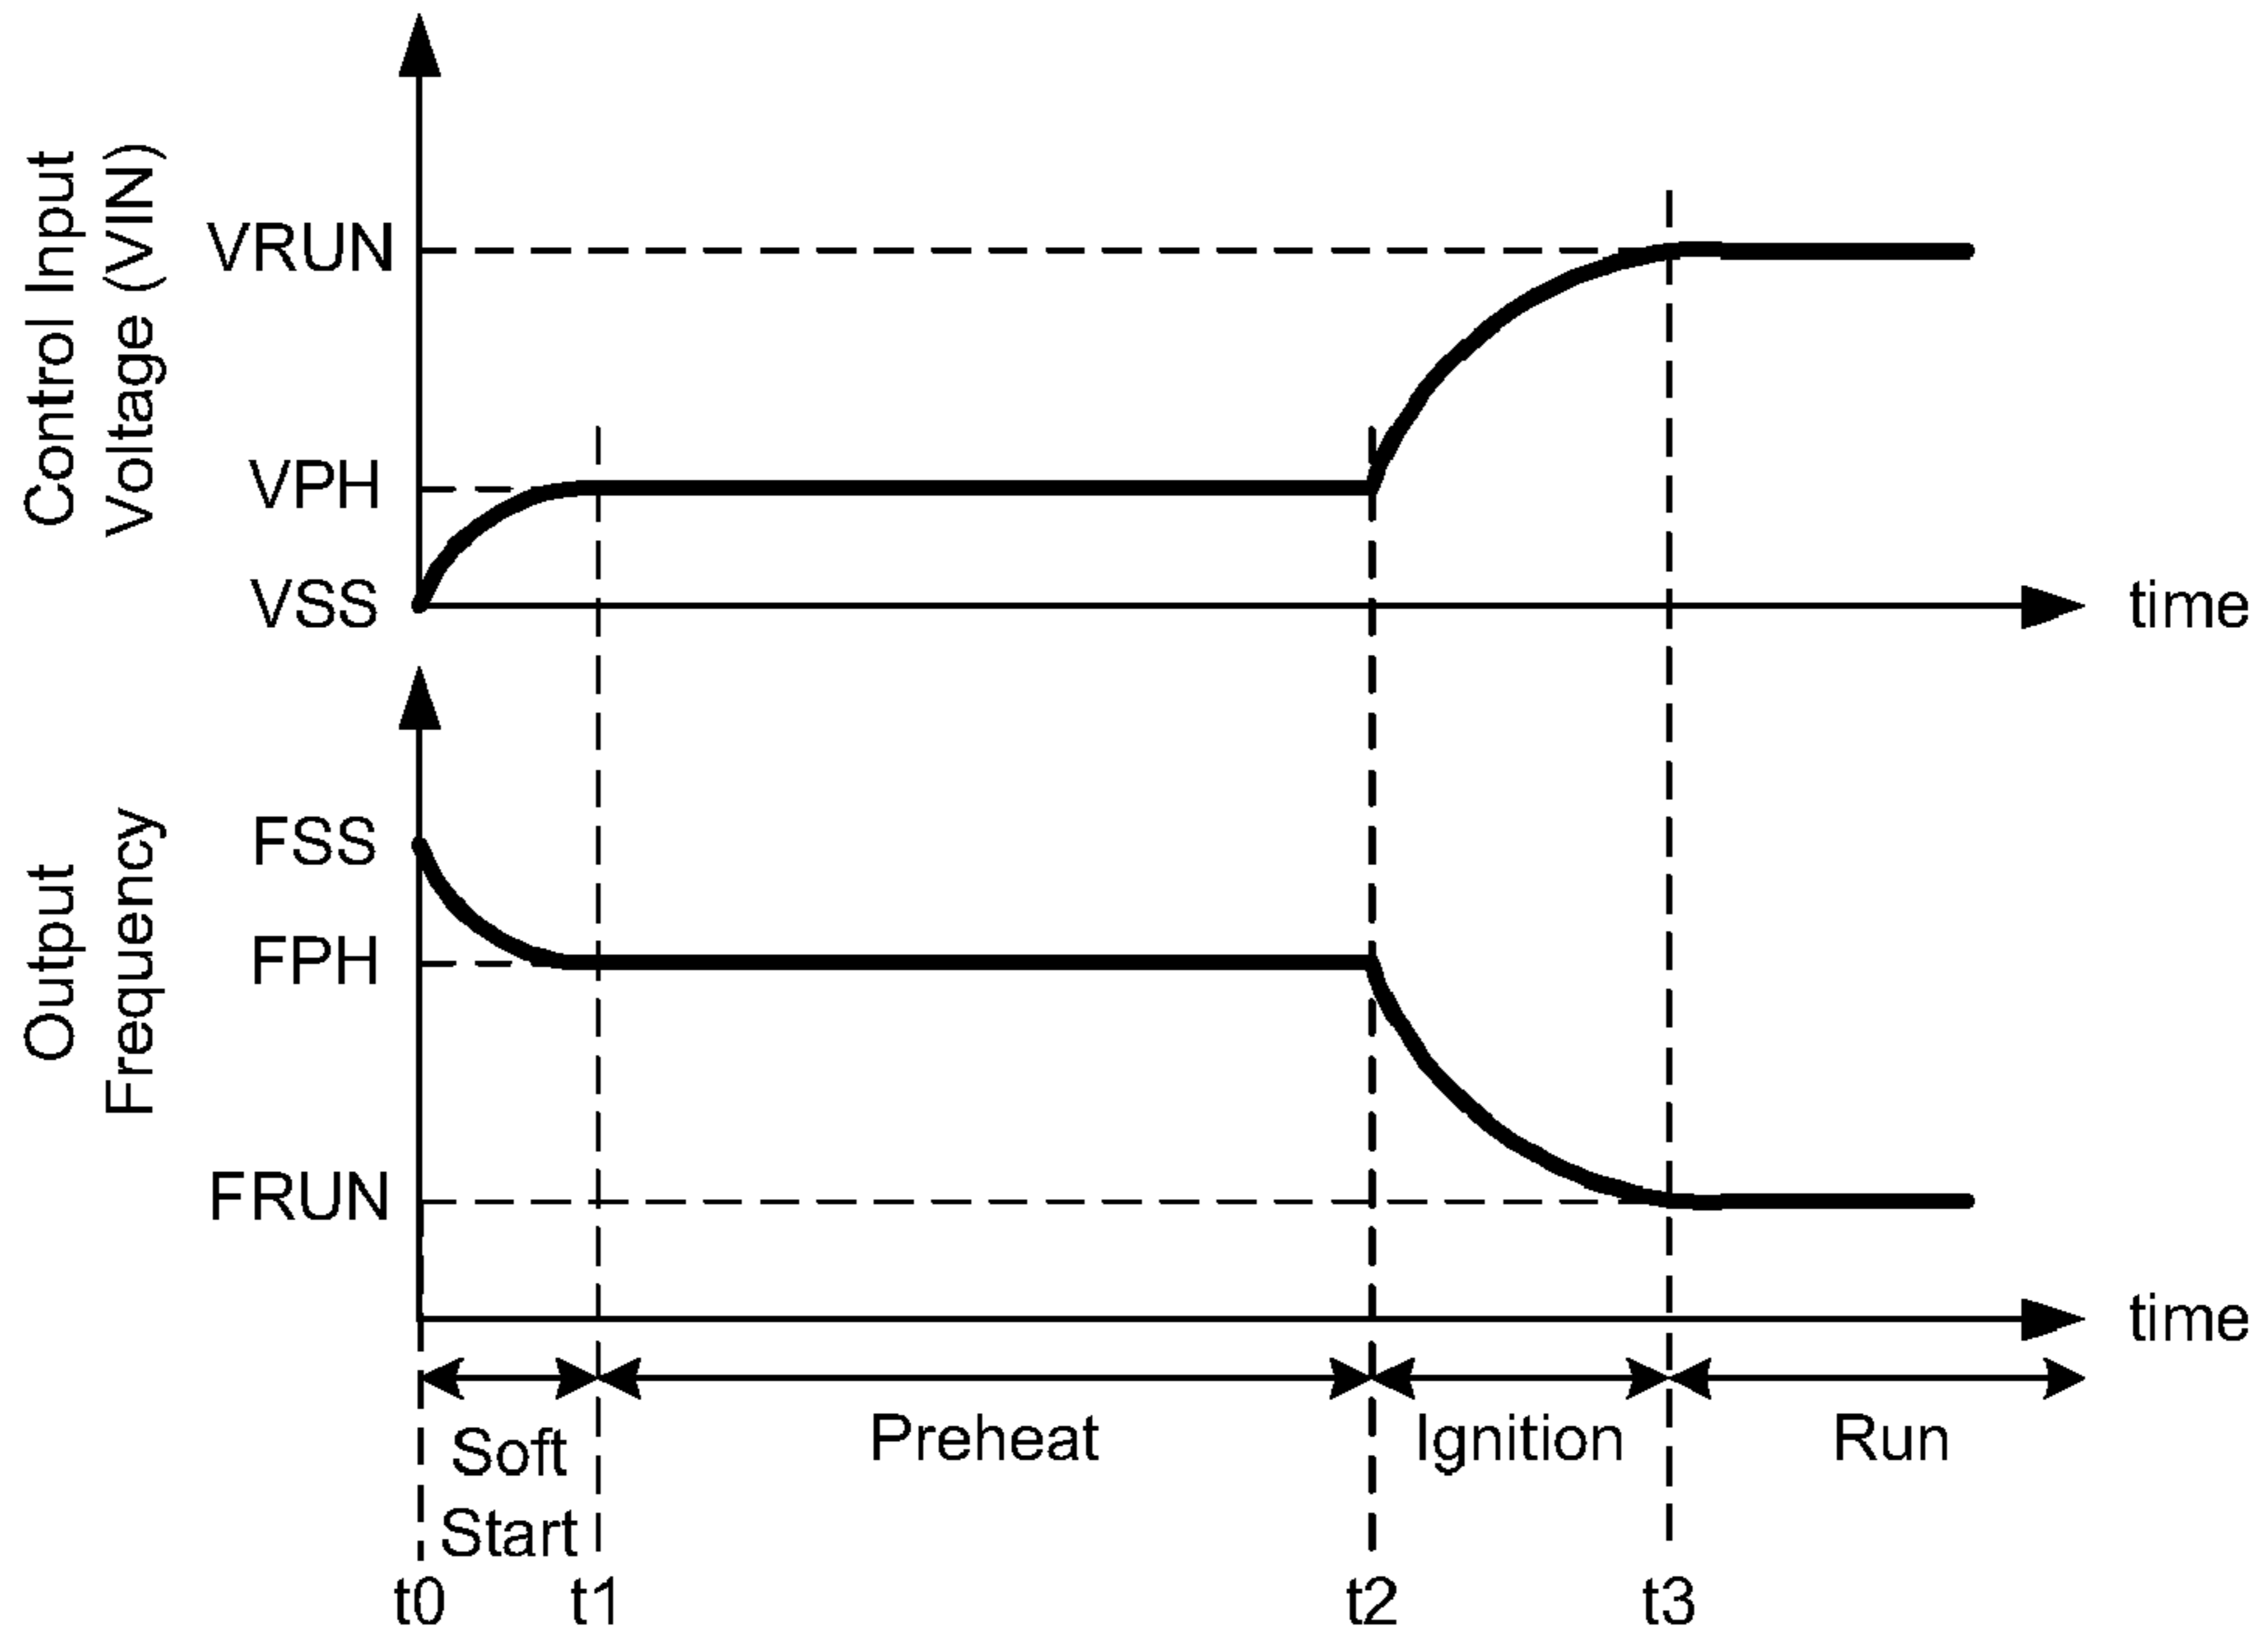 Control Input
Voltage (VIN)
VRUN
VPH
VSS
time
Output
Frequency
FSS
FPH
FRUN
time
Soft
Start
Preheat
Ignition
Run
t0
t1
t2
t3